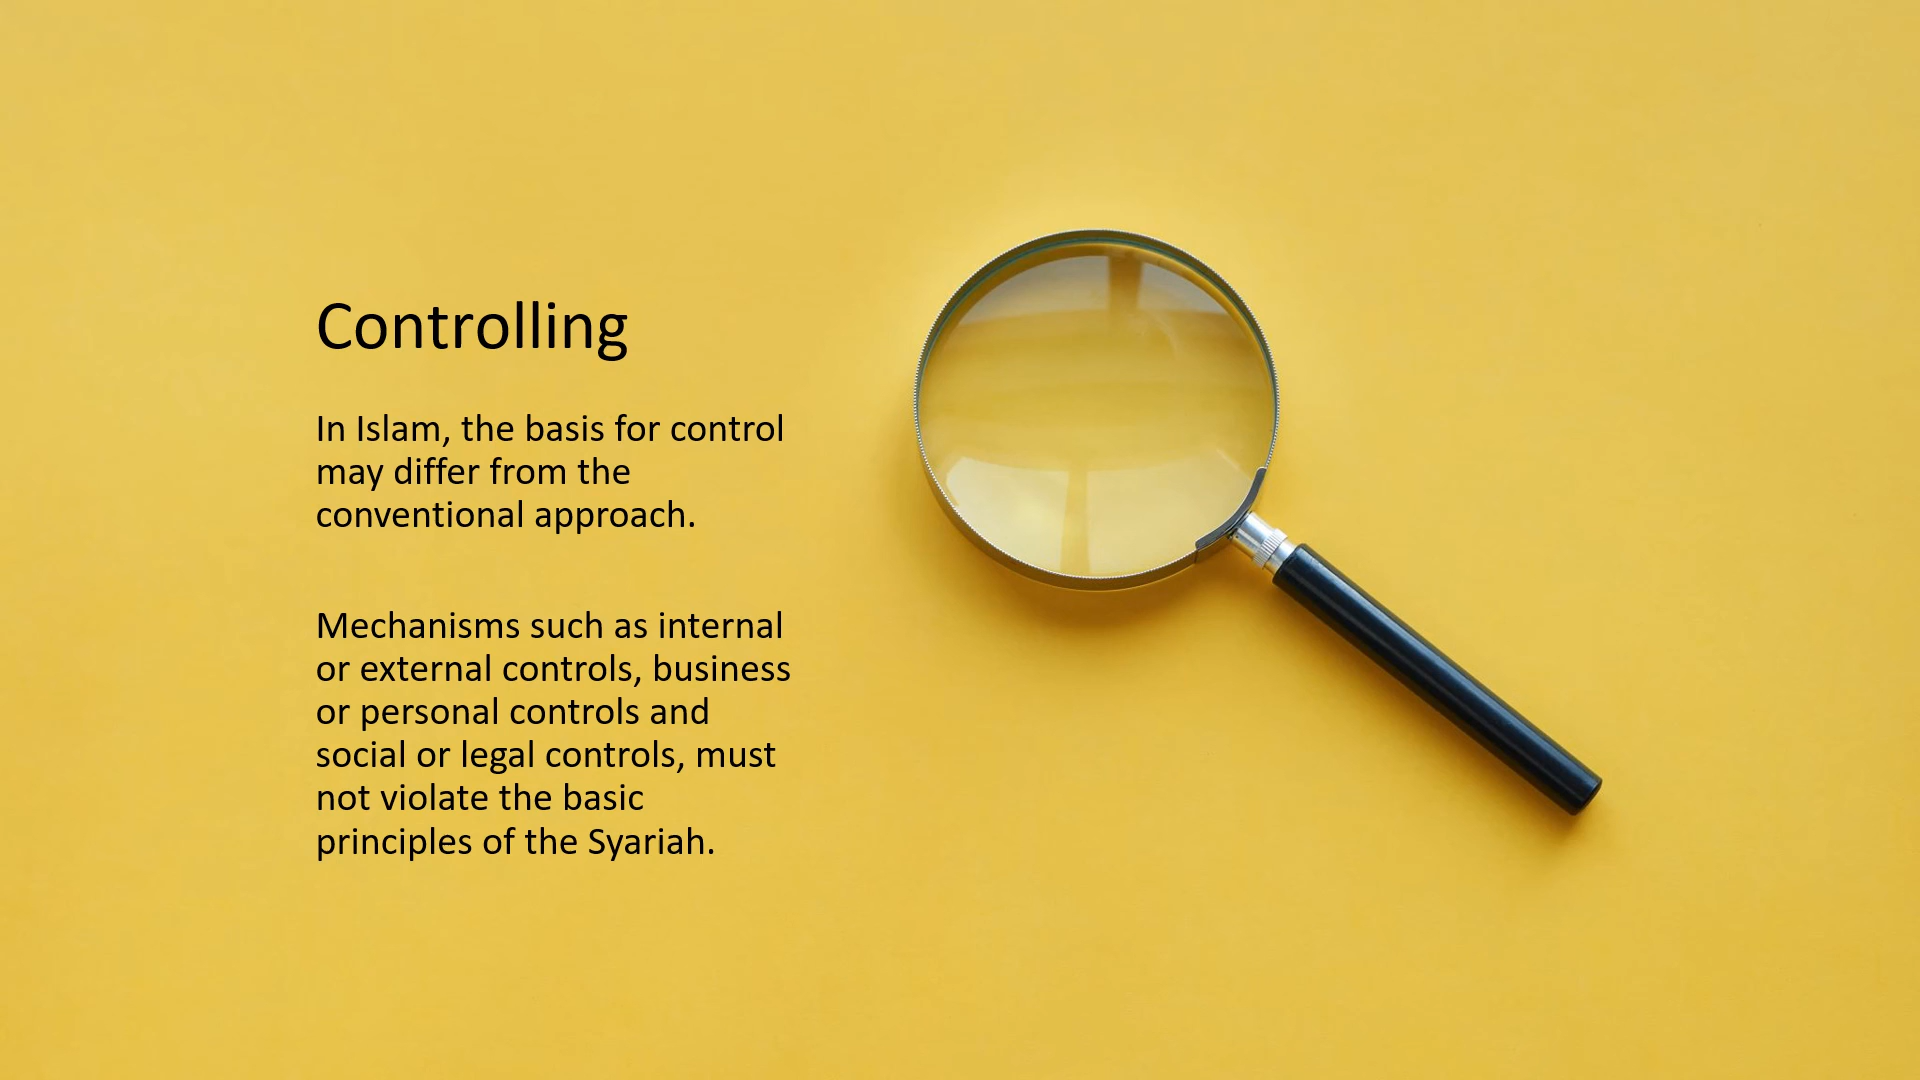 Controlling
In Islam, the basis for control
may differ from the
conventional approach.
Mechanisms such as internal
or external controls, business
or personal controls and
social or legal controls, must
not violate the basic
principles of the Syariah.